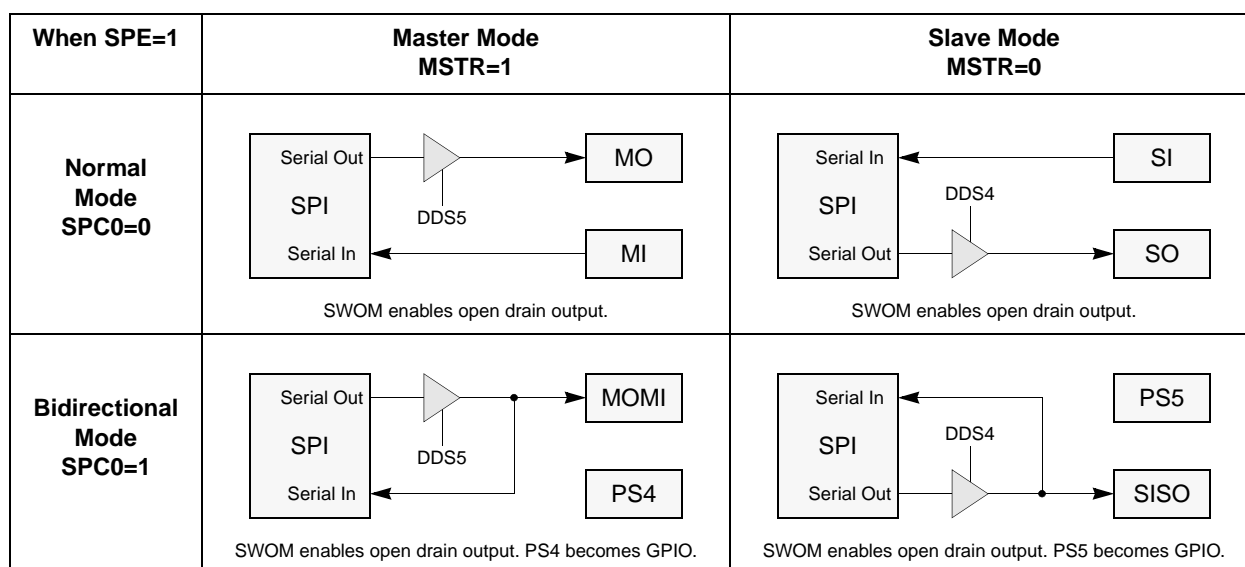 When SPE=1
Master Mode
MSTR=1
Slave Mode
MSTR=0
Normal
Mode
SPC0=0
Serial Out
SPI
Serial In
DDS5
MO
MI
SWOM enables open drain output.
Serial In
SPI
Serial Out
DDS4
SI
SO
SWOM enables open drain output.
Bidirectional
Mode
SPC0=1
Serial Out
SPI
Serial In
DDS5
MOMI
PS4
SWOM enables open drain output. PS4 becomes GPIO.
Serial In
SPI
Serial Out
DDS4
PS5
SISO
SWOM enables open drain output. PS5 becomes GPIO.